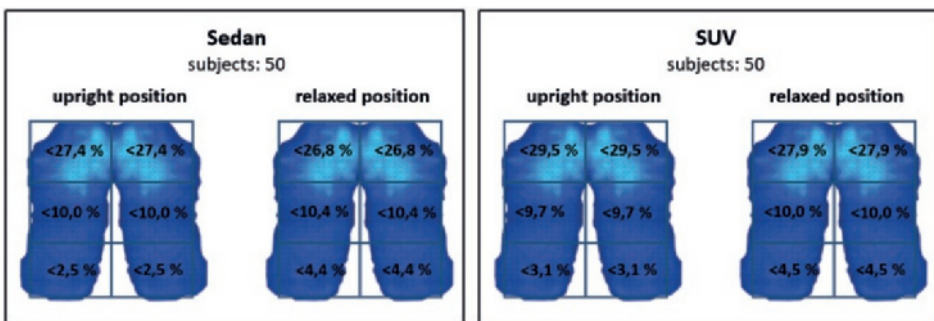 Sedan
subjects: 50
upright position relaxed position
<27,4 % <27,4 % <26,8 % <26,8 %
<10,0 % <10,0 % <10,4 % <10,4 %
<2,5 % <2,5 % <4,4 % <4,4 %
SUV
subjects: 50
upright position relaxed position
<29,5 % <29,5 % <27,9 % <27,9 %
<9,7 % <9,7 % <10,0 % <10,0 %
<3,1 % <3,1 % <4,5 % <4,5 %